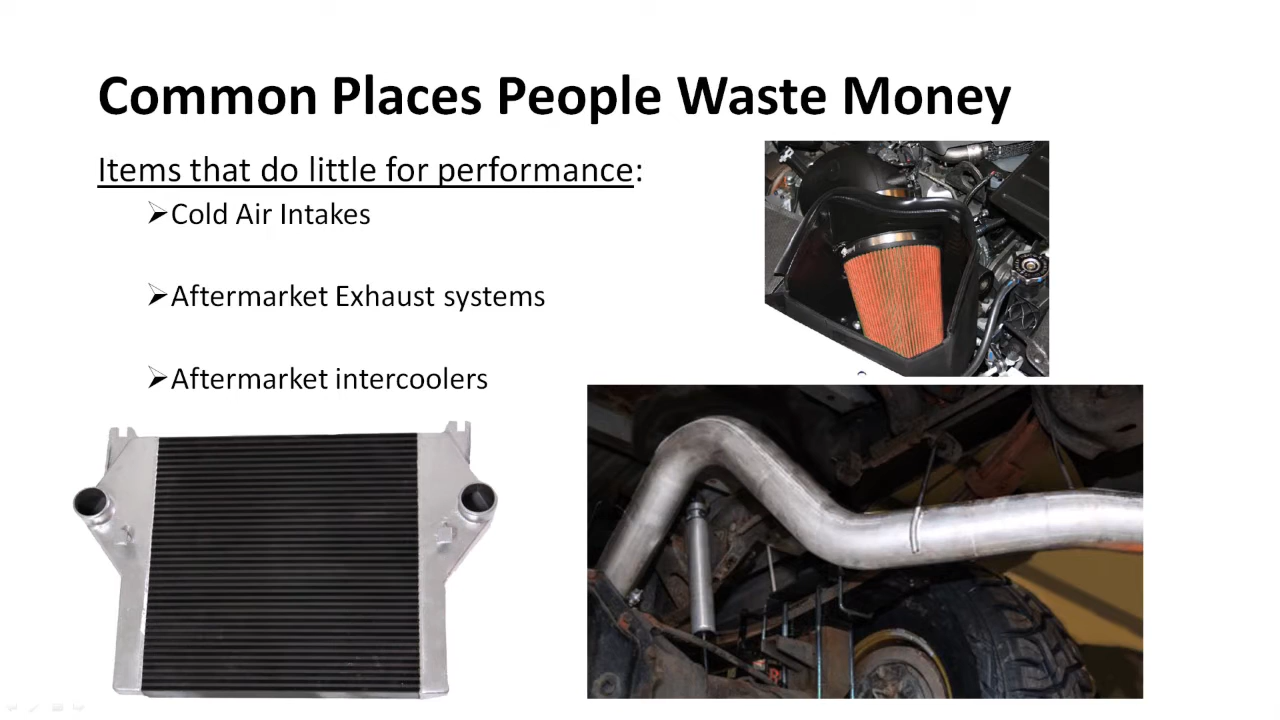 Common Places People Waste Money
Items that do little for performance:
➢Cold Air Intakes
➢Aftermarket Exhaust systems
➢Aftermarket intercoolers